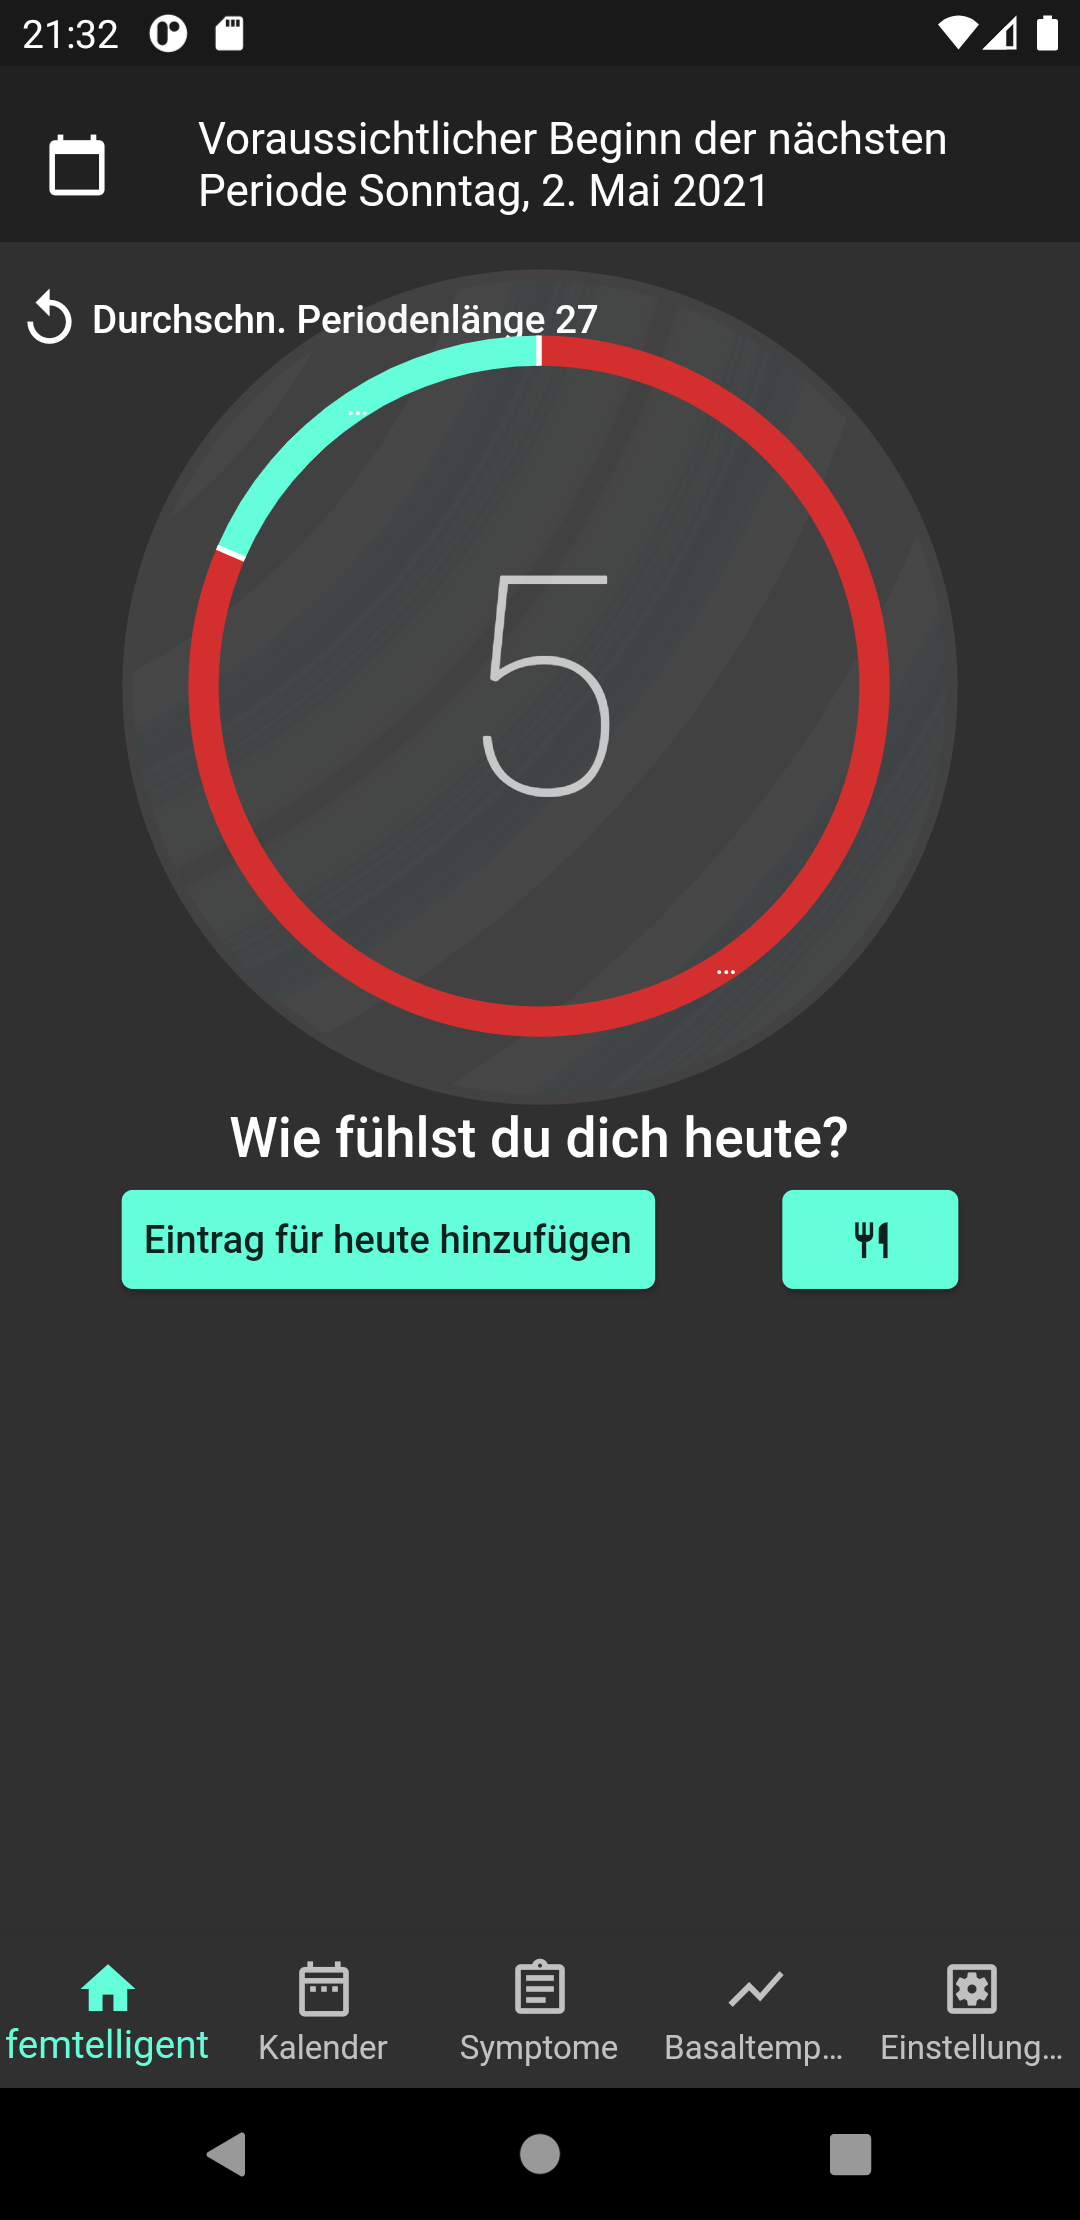 21:32
Voraussichtlicher Beginn der nächsten
Periode Sonntag, 2. Mai 2021
Durchschn. Periodenlänge 27
...
5
...
Wie fühlst du dich heute?
Eintrag für heute hinzufügen
femtelligent
Kalender
Symptome
Basaltemp...
Einstellung...